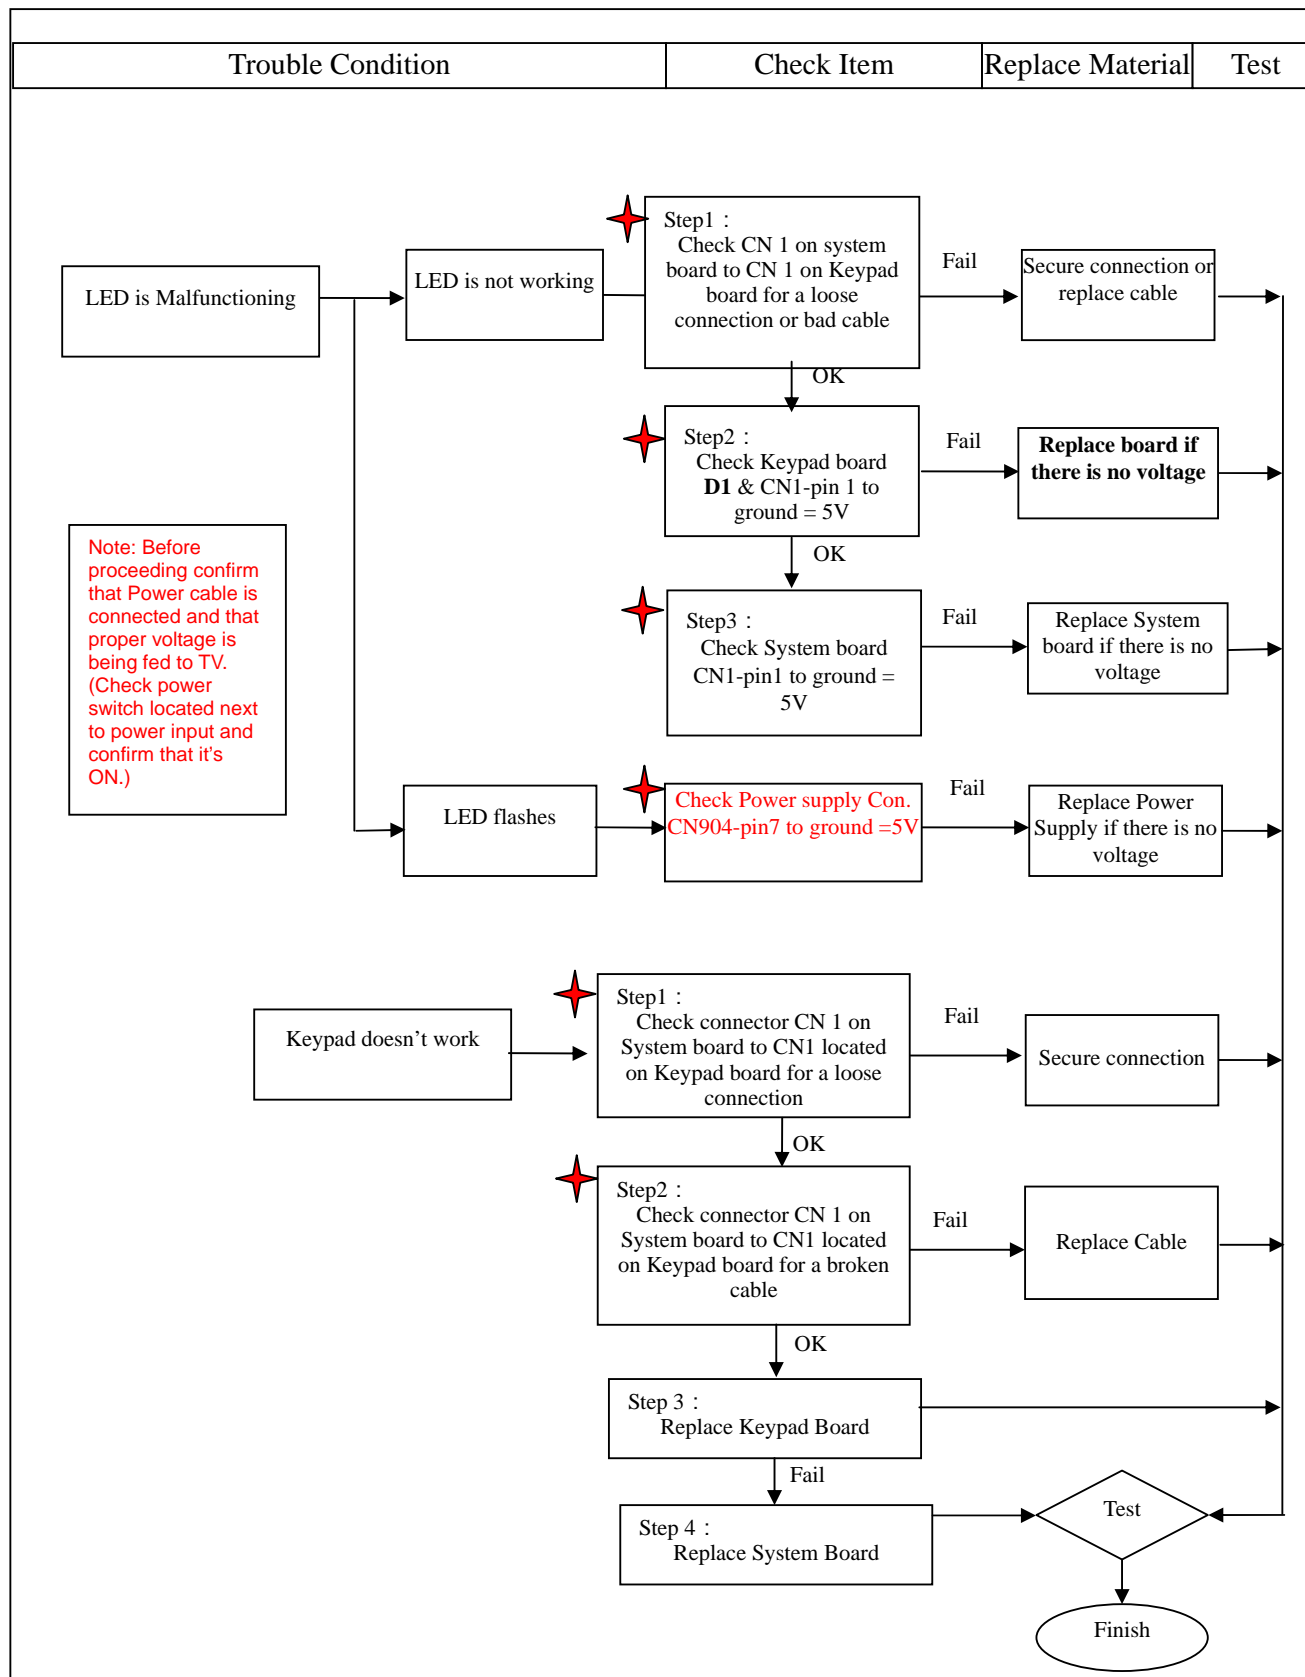 Trouble Condition
Check Item
Replace Material
Test
LED is Malfunctioning
LED is not working
Step1：
Check CN 1 on system
board to CN 1 on Keypad
board for a loose
connection or bad cable
Fail
Secure connection or
replace cable
OK
Step2：
Check Keypad board
D1 & CN1-pin 1 to
ground = 5V
Fail
Replace board if
there is no voltage
OK
Note: Before
proceeding confirm
that Power cable is
connected and that
proper voltage is
being fed to TV.
(Check power
switch located next
to power input and
confirm that it’s
ON.)
Step3：
Check System board
CN1-pin1 to ground =
5V
Fail
Replace System
board if there is no
voltage
LED flashes
Check Power supply Con.
CN904-pin7 to ground =5V
Fail
Replace Power
Supply if there is no
voltage
Keypad doesn’t work
Step1：
Check connector CN 1 on
System board to CN1 located
on Keypad board for a loose
connection
Fail
Secure connection
OK
Step2：
Check connector CN 1 on
System board to CN1 located
on Keypad board for a broken
cable
Fail
Replace Cable
OK
Step 3：
Replace Keypad Board
Fail
Step 4：
Replace System Board
Test
Finish